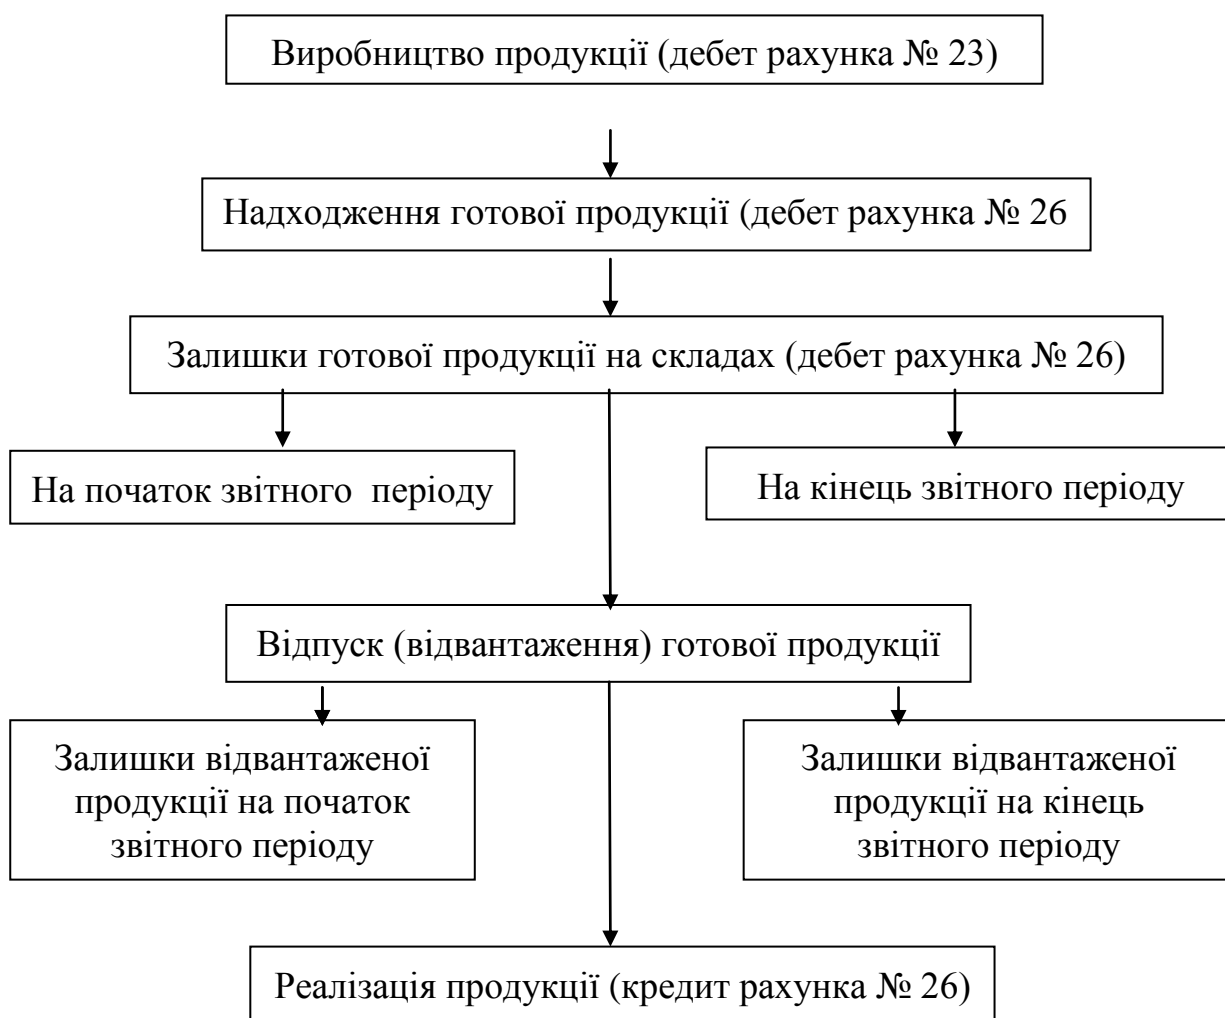 Виробництво продукції (дебет рахунка № 23)
Надходження готової продукції (дебет рахунка № 26
Залишки готової продукції на складах (дебет рахунка № 26)
На початок звітного  періоду
На кінець звітного періоду
Відпуск (відвантаження) готової продукції
Залишки відвантаженої
продукції на початок
звітного періоду
Залишки відвантаженої
продукції на кінець
звітного періоду
Реалізація продукції (кредит рахунка № 26)